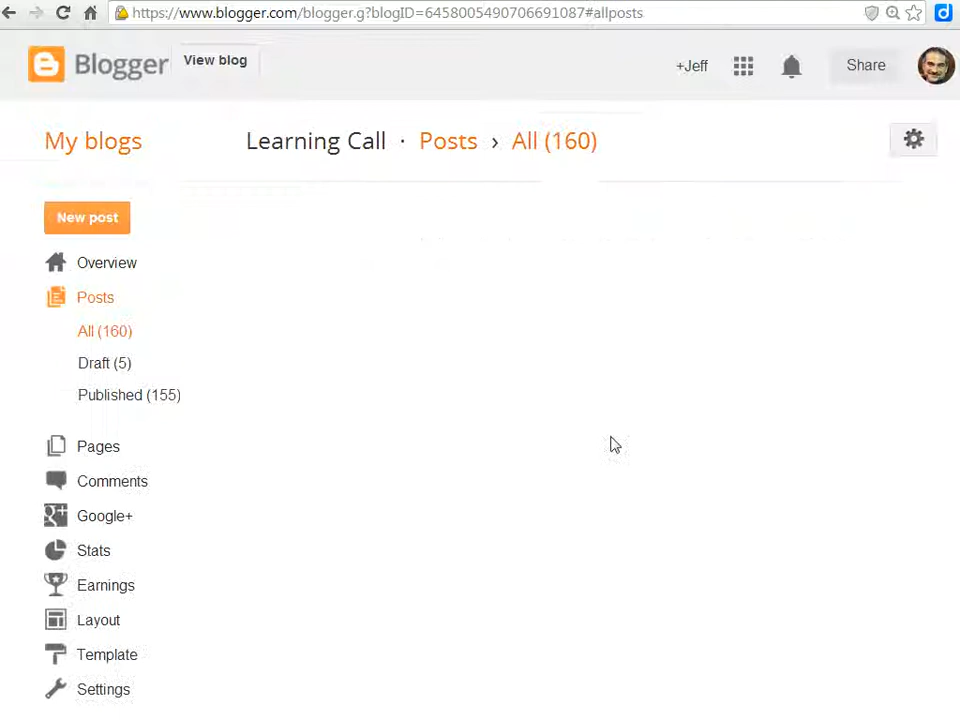 https://www.blogger.com/blogger.g?blogID=6458005490706691087#allposts
Blogger View blog +Jeff Share
My blogs Learning Call · Posts › All (160)
New post
Overview
Posts
All (160)
Draft (5)
Published (155)
Pages
Comments
Google+
Stats
Earnings
Layout
Template
Settings